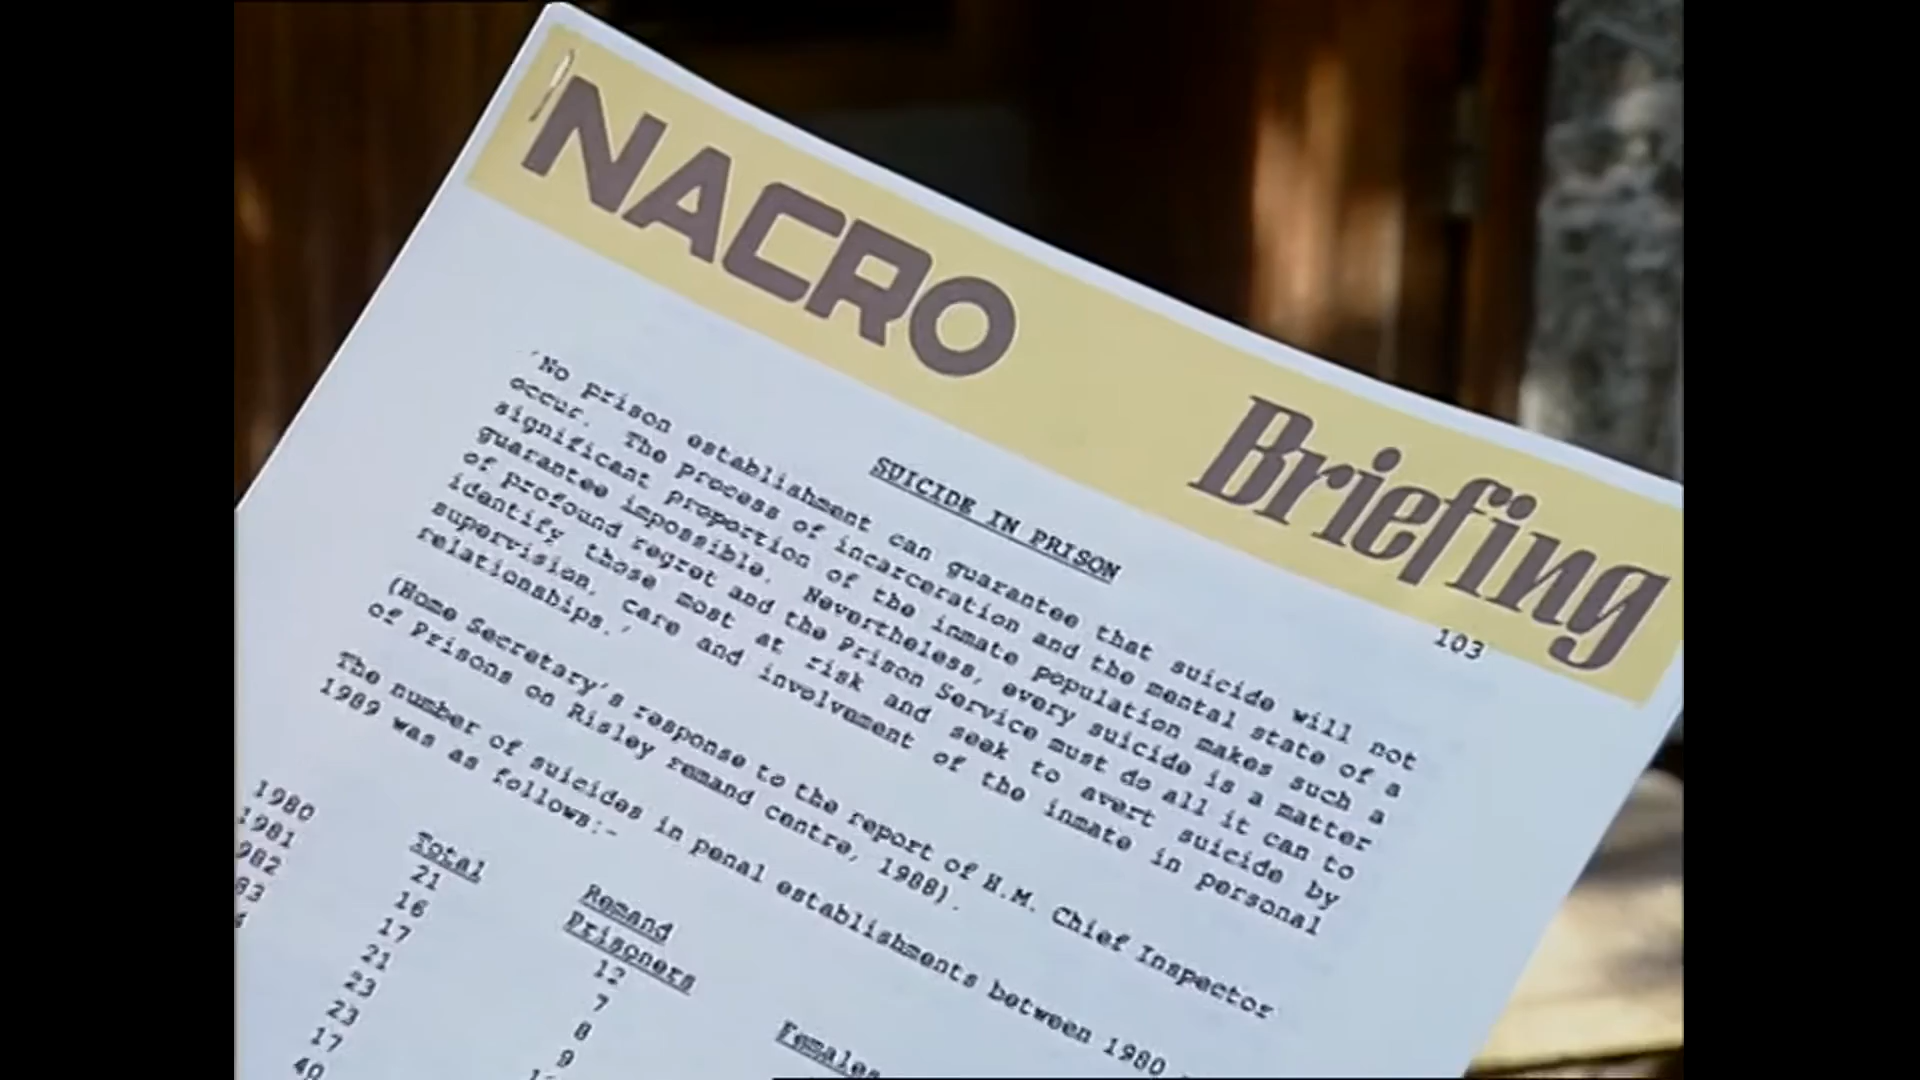 NACRO
Briefing
103
SUICIDE IN PRISON
'No prison establishment can guarantee that suicide will not
occur. The process of incarceration and the mental state of a
significant proportion of the inmate population makes such a
guarantee impossible. Nevertheless, every suicide is a matter
of profound regret and the Prison Service must do all it can to
identify those most at risk and seek to avert suicide by
supervision, care and involvement of the inmate in personal
relationships.'
(Home Secretary's response to the report of H.M. Chief Inspector
of Prisons on Risley remand centre, 1988).
The number of suicides in penal establishments between 1980
1989 was as follows:-
Total Remand Prisoners Females
1980 21 12
1981 16 7
982 17 8
83 21 9
23
23
17
40